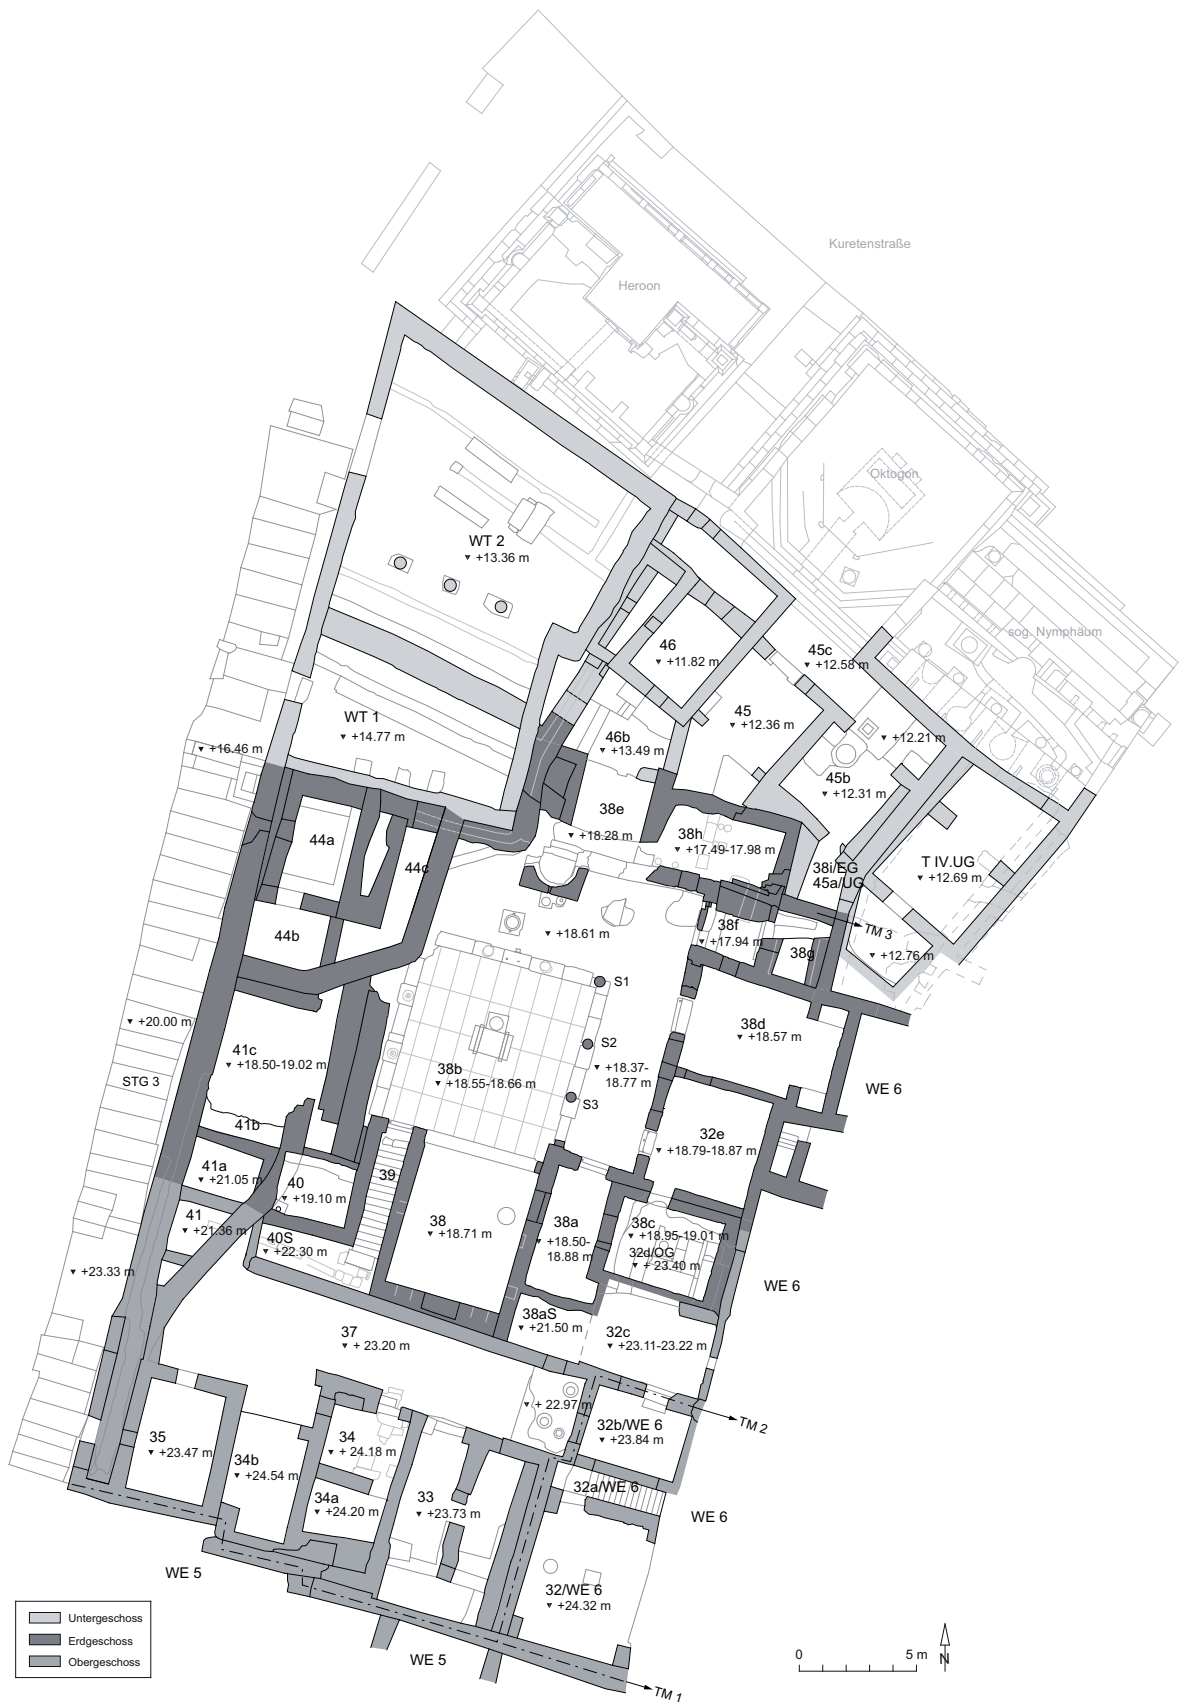 Kuretenstraße
Heroon
Oktogon
WT 2
+13.36 m
sog. Nymphäum
46
+11.82 m
45c
+12.58 m
45
+12.36 m
WT 1
+14.77 m
46b
+13.49 m
+12.21 m
+16.46 m
45b
+12.31 m
38e
+18.28 m
44a
38h
+17.49-17.98 m
44c
38i/EG
45a/UG
T IV.UG
+12.69 m
44b
+18.61 m
38f
+17.94 m
TM 3
38g
+12.76 m
S1
+20.00 m
38d
+18.57 m
41c
+18.50-19.02 m
S2
38b
+18.55-18.66 m
+18.37-
18.77 m
STG 3
WE 6
S3
41b
32e
+18.79-18.87 m
41a
+21.05 m
39
40
+19.10 m
41
+21.36 m
38
+18.71 m
38a
+18.50-
18.88 m
38c
+18.95-19.01 m
32d/OG
+ 23.40 m
40S
+22.30 m
+23.33 m
WE 6
38aS
+21.50 m
37
+ 23.20 m
32c
+23.11-23.22 m
+ 22.97 m
TM 2
32b/WE 6
+23.84 m
35
+23.47 m
34
+ 24.18 m
34b
+24.54 m
32a/WE 6
34a
+24.20 m
33
+23.73 m
WE 6
WE 5
32/WE 6
+24.32 m
Untergeschoss
Erdgeschoss
Obergeschoss
WE 5
0 5 m
N
TM 1